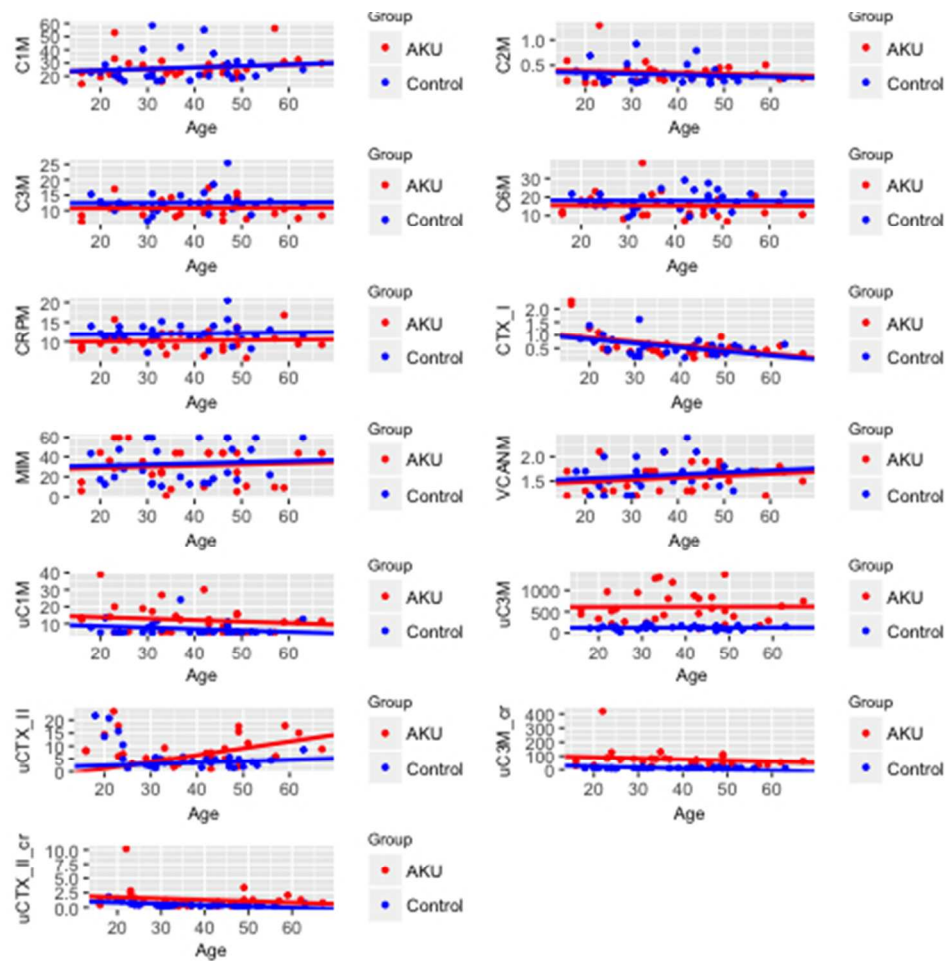 C1M
60
50
40
30
20
20 30 40 50 60
Age
Group
AKU
Control
C2M
1.0
0.5
20 30 40 50 60
Age
Group
AKU
Control
C3M
25
20
15
10
20 30 40 50 60
Age
Group
AKU
Control
C6M
30
20
10
20 30 40 50 60
Age
Group
AKU
Control
CRPM
20
15
10
20 30 40 50 60
Age
Group
AKU
Control
CTX_I
2.0
1.5
1.0
0.5
20 30 40 50 60
Age
Group
AKU
Control
MIM
60
40
20
0
20 30 40 50 60
Age
Group
AKU
Control
VCANM
2.0
1.5
20 30 40 50 60
Age
Group
AKU
Control
uC1M
40
30
20
10
20 30 40 50 60
Age
Group
AKU
Control
uC3M
1000
500
0
20 30 40 50 60
Age
Group
AKU
Control
uCTX_II
20
15
10
5
0
20 30 40 50 60
Age
Group
AKU
Control
uC3M_cr
400
300
200
100
0
20 30 40 50 60
Age
Group
AKU
Control
uCTX_II_cr
10.0
7.5
5.0
2.5
0.0
20 30 40 50 60
Age
Group
AKU
Control